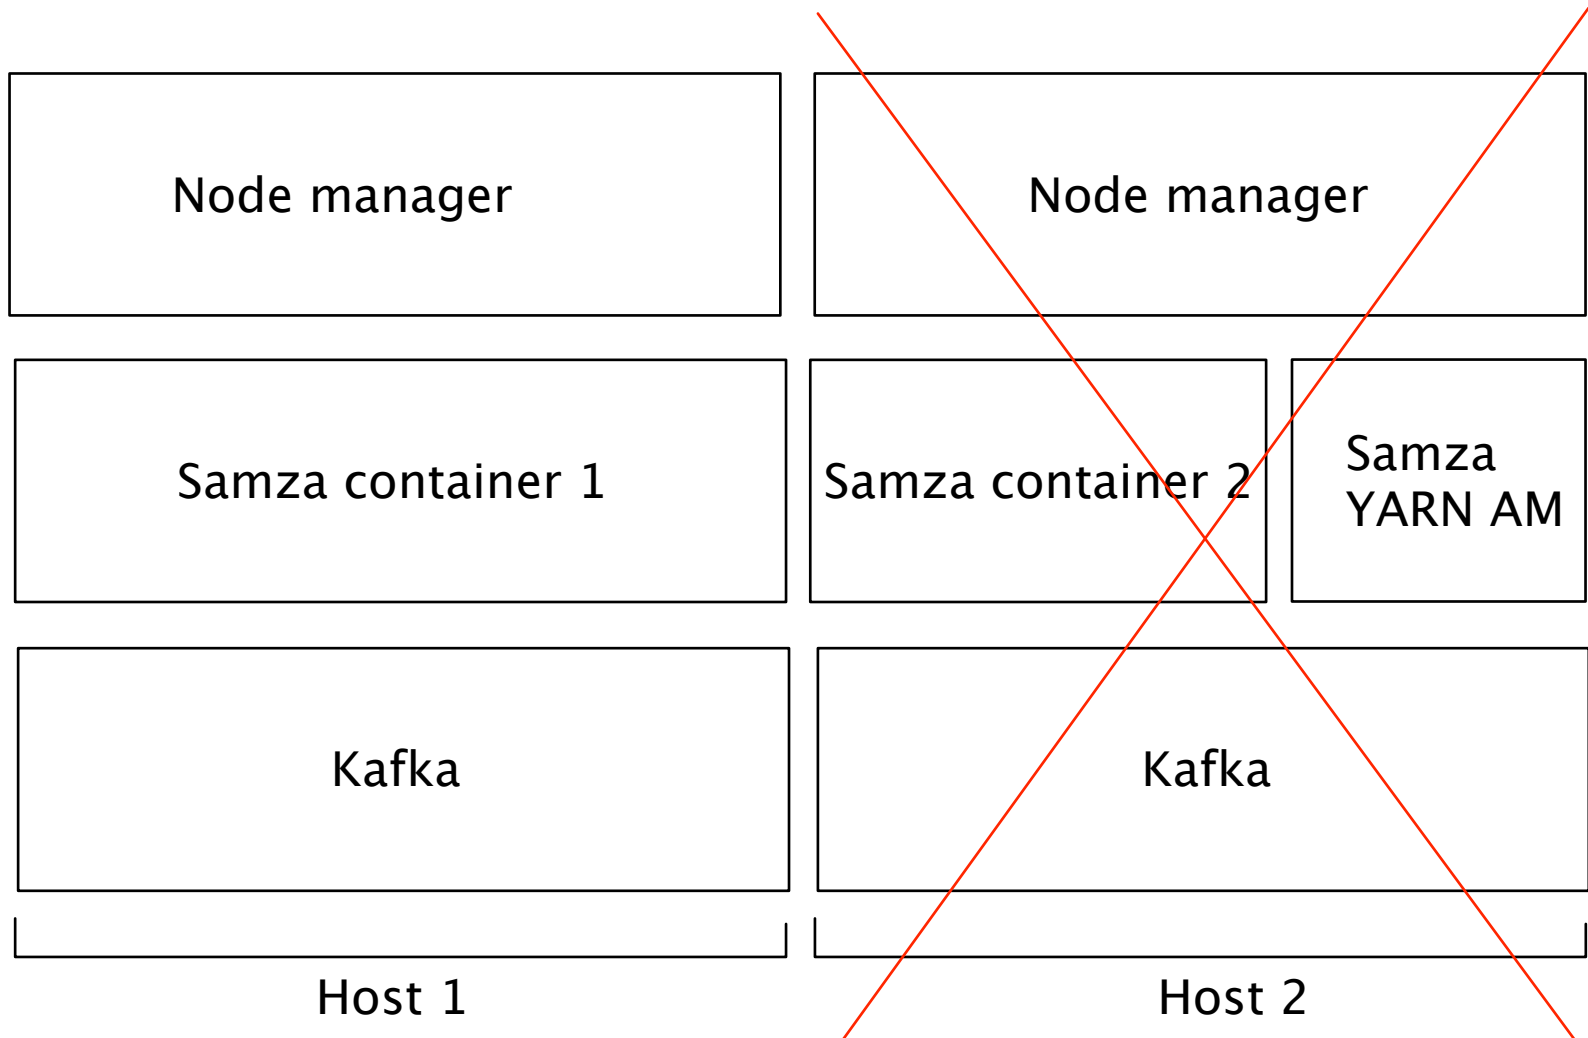 Node manager
Node manager
Samza container 1
Samza container 2
Samza
YARN AM
Kafka
Kafka
Host 1
Host 2